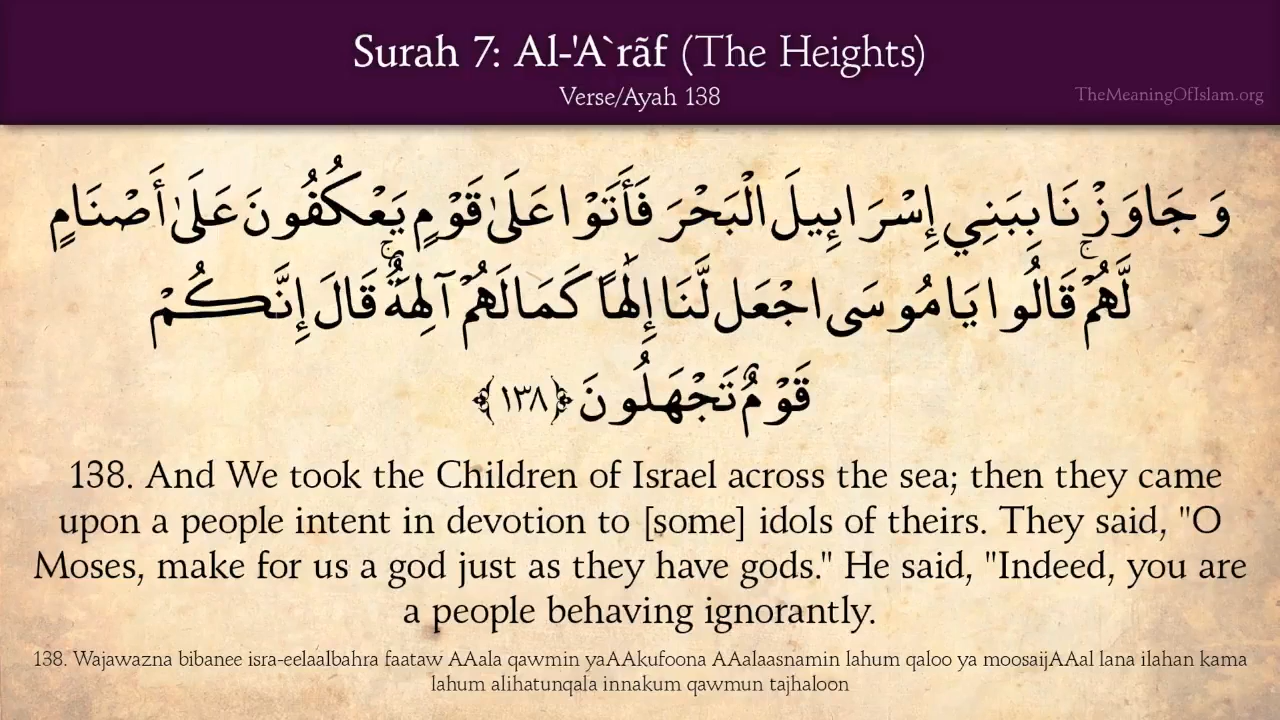 Surah 7: Al-'A`rãf (The Heights)
Verse/Ayah 138
TheMeaningOfIslam.org
وَجَاوَزْنَا بِبَنِي إِسْرَائِيلَ الْبَحْرَ فَأَتَوْا عَلَىٰ قَوْمٍ يَعْكُفُونَ عَلَىٰ أَصْنَامٍ
لَّهُمْ ۚ قَالُوا يَا مُوسَى اجْعَل لَّنَا إِلَٰهًا كَمَا لَهُمْ آلِهَةٌ ۚ قَالَ إِنَّكُمْ
قَوْمٌ تَجْهَلُونَ ﴿١٣٨﴾
138. And We took the Children of Israel across the sea; then they came
upon a people intent in devotion to [some] idols of theirs. They said, "O
Moses, make for us a god just as they have gods." He said, "Indeed, you are
a people behaving ignorantly.
138. Wajawazna bibanee isra-eelaalbahra faataw AAala qawmin yaAAkufoona AAalaasnamin lahum qaloo ya moosaijAAal lana ilahan kama
lahum alihatunqala innakum qawmun tajhaloon